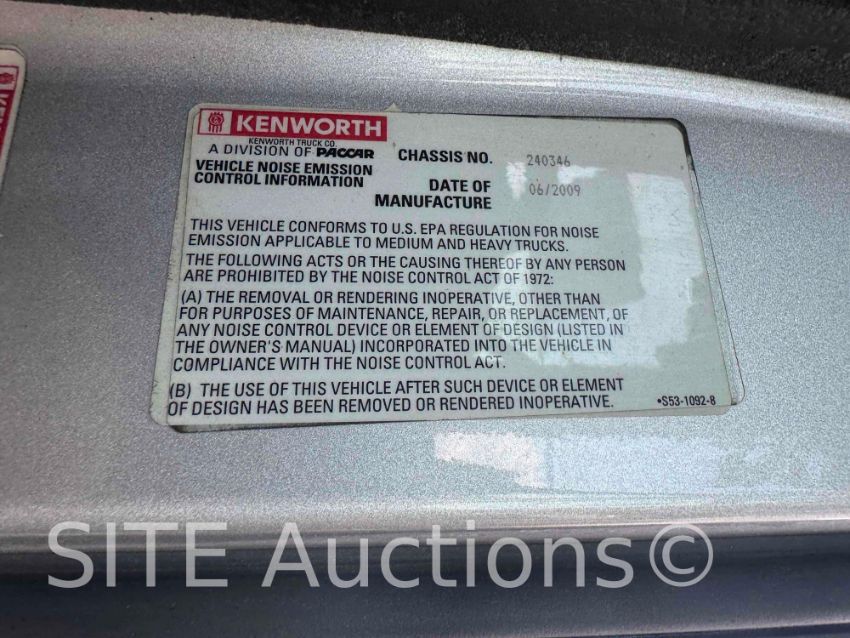 KENWORTH
KENWORTH TRUCK CO.
A DIVISION OF PACCAR
CHASSIS NO. 240346
VEHICLE NOISE EMISSION
CONTROL INFORMATION
DATE OF
MANUFACTURE 06/2009
THIS VEHICLE CONFORMS TO U.S. EPA REGULATION FOR NOISE
EMISSION APPLICABLE TO MEDIUM AND HEAVY TRUCKS.
THE FOLLOWING ACTS OR THE CAUSING THEREOF BY ANY PERSON
ARE PROHIBITED BY THE NOISE CONTROL ACT OF 1972:
(A) THE REMOVAL OR RENDERING INOPERATIVE, OTHER THAN
FOR PURPOSES OF MAINTENANCE, REPAIR, OR REPLACEMENT, OF
ANY NOISE CONTROL DEVICE OR ELEMENT OF DESIGN (LISTED IN
THE OWNER'S MANUAL) INCORPORATED INTO THE VEHICLE IN
COMPLIANCE WITH THE NOISE CONTROL ACT.
(B) THE USE OF THIS VEHICLE AFTER SUCH DEVICE OR ELEMENT
OF DESIGN HAS BEEN REMOVED OR RENDERED INOPERATIVE.
•S53-1092-8
SITE Auctions©